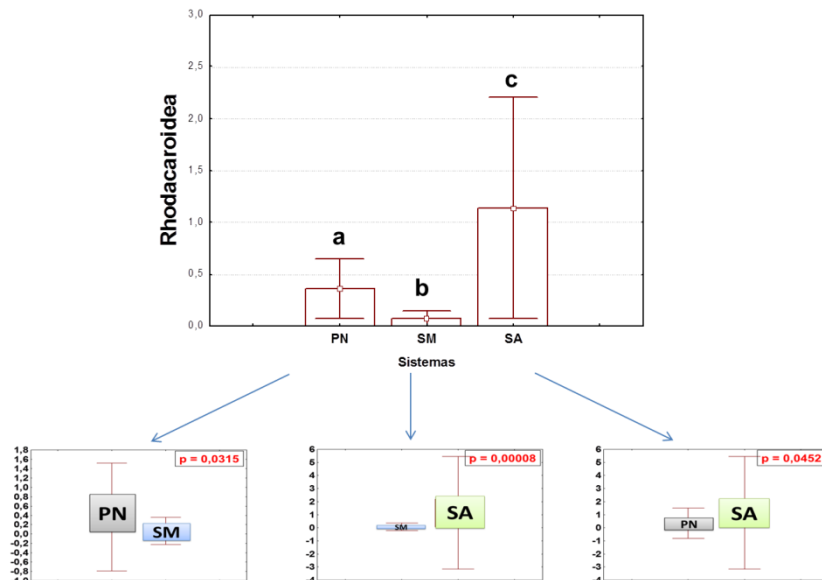 3,0
2,5
2,0
1,5
1,0
0,5
0,0
Rhodacaroidea
a
b
c
PN SM SA
Sistemas
1,8
1,6
1,4
1,2
1,0
0,8
0,6
0,4
0,2
0,0
-0,2
-0,4
-0,6
-0,8
p = 0,0315
PN
SM
6
5
4
3
2
1
0
-1
-2
-3
-4
p = 0,00008
SM
SA
6
5
4
3
2
1
0
-1
-2
-3
-4
p = 0,0452
PN
SA